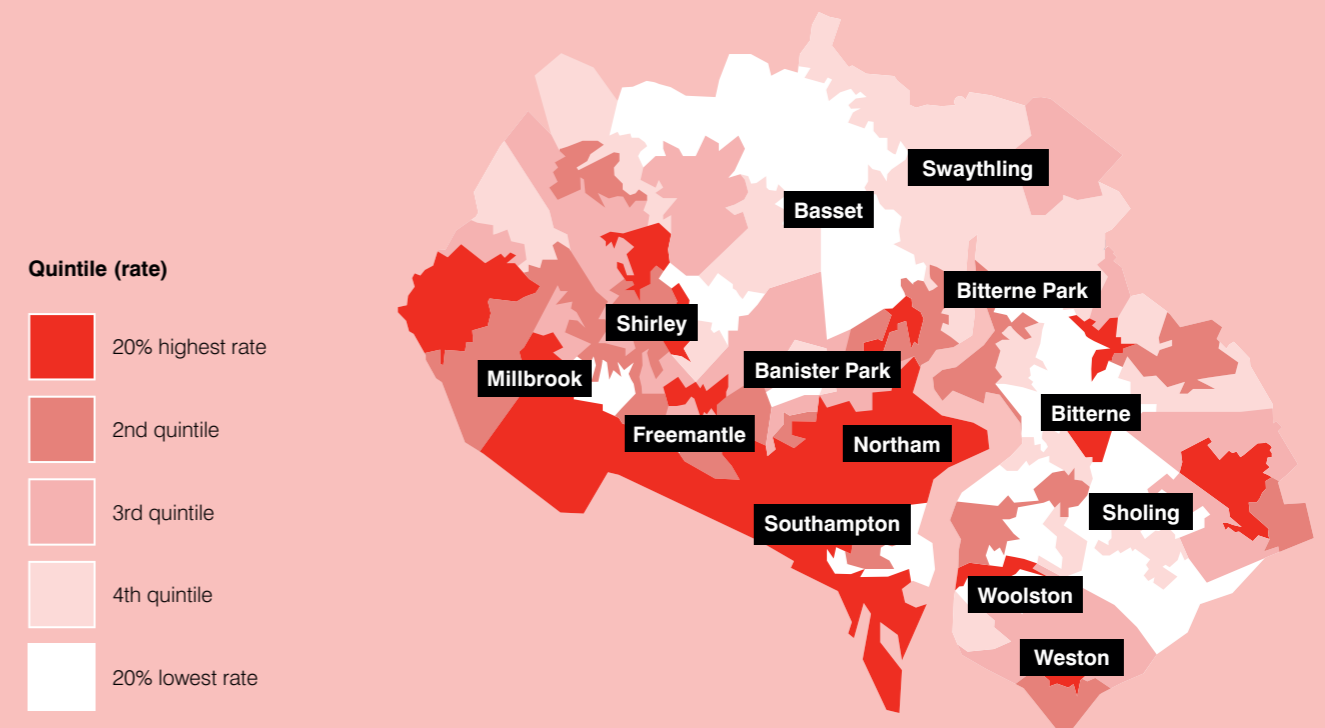 Quintile (rate)
20% highest rate
2nd quintile
3rd quintile
4th quintile
20% lowest rate
Swaythling
Basset
Bitterne Park
Shirley
Banister Park
Millbrook
Bitterne
Freemantle
Northam
Sholing
Southampton
Woolston
Weston